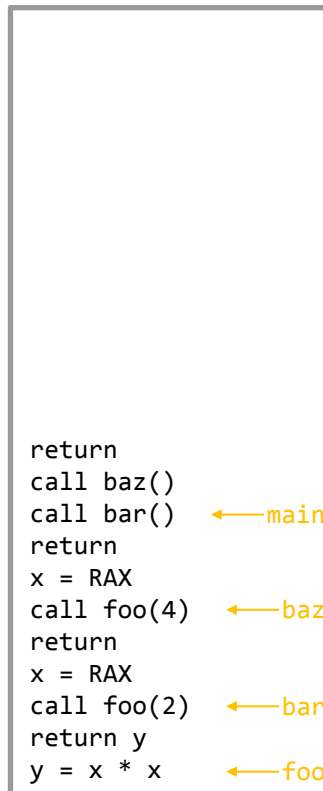 return
call baz()
call bar() main
return
x = RAX
call foo(4) baz
return
x = RAX
call foo(2) bar
return y
y = x * x foo